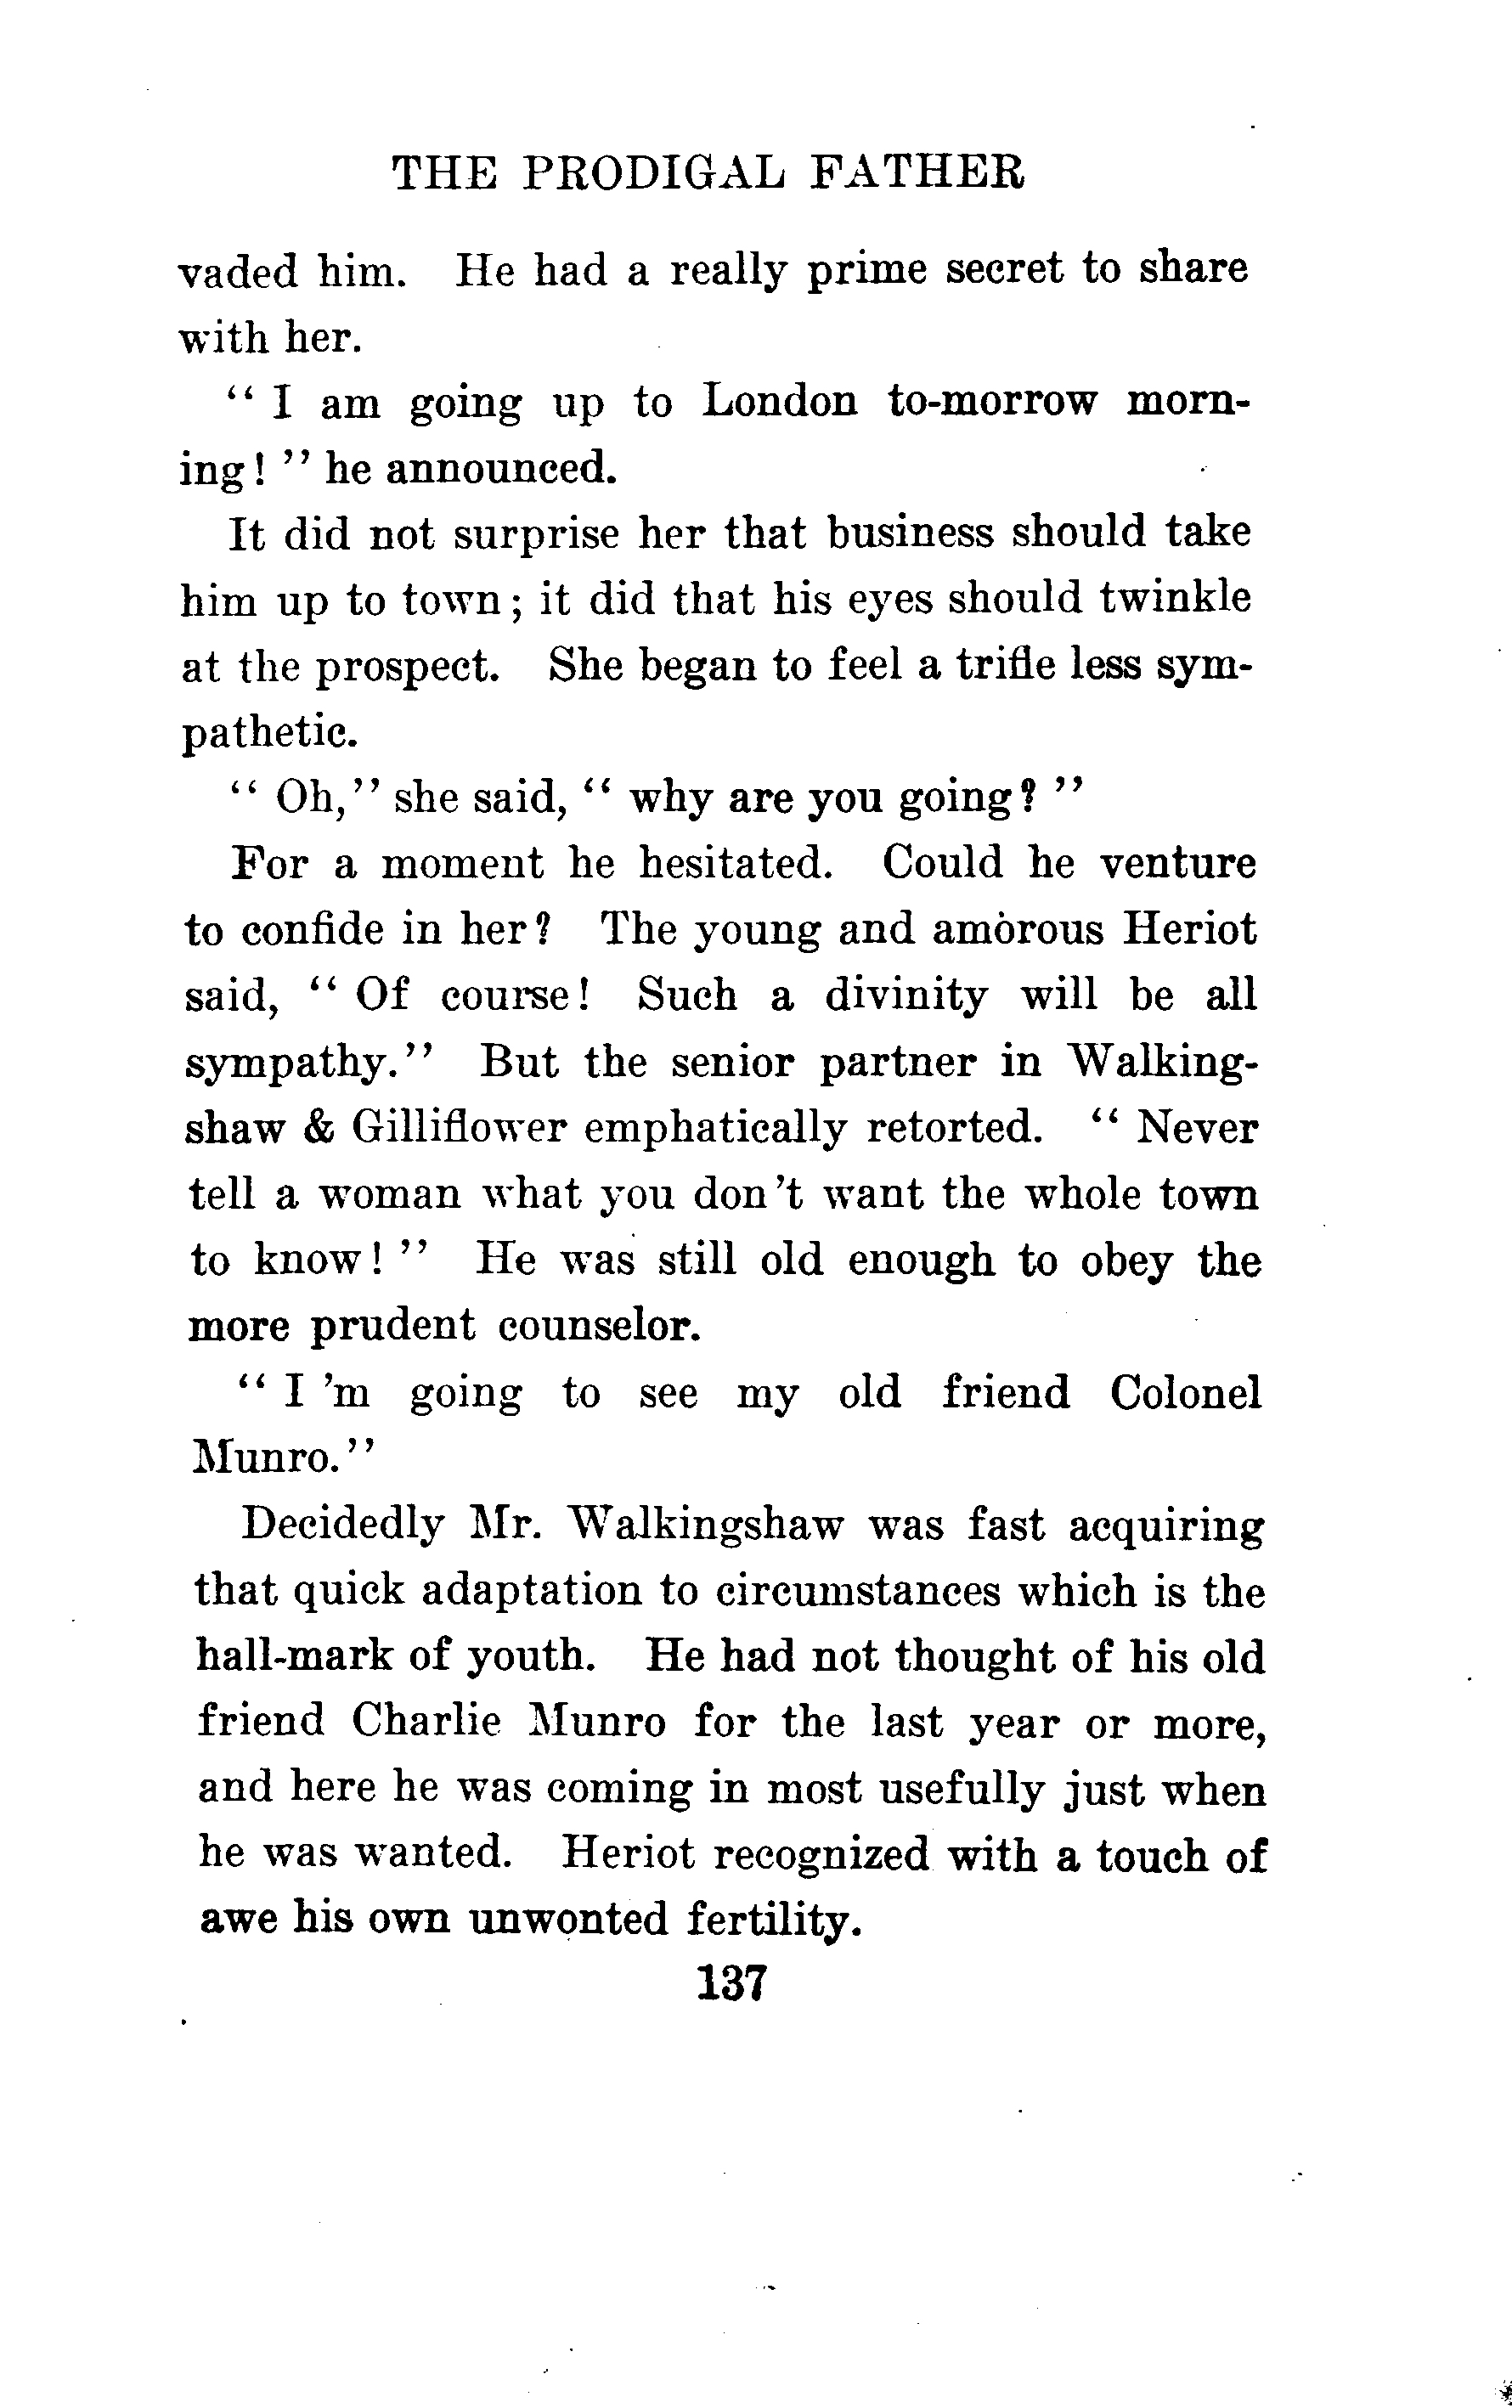 THE PRODIGAL FATHER
vaded him. He had a really prime secret to share
with her.
" I am going up to London to-morrow morn-
ing! " he announced.
It did not surprise her that business should take
him up to town; it did that his eyes should twinkle
at the prospect. She began to feel a trifle less sym-
pathetic.
" Oh," she said, " why are you going? "
For a moment he hesitated. Could he venture
to confide in her? The young and amorous Heriot
said, " Of course! Such a divinity will be all
sympathy." But the senior partner in Walking-
shaw & Gilliflower emphatically retorted. " Never
tell a woman what you don't want the whole town
to know! " He was still old enough to obey the
more prudent counselor.
" I 'm going to see my old friend Colonel
Munro."
Decidedly Mr. Walkingshaw was fast acquiring
that quick adaptation to circumstances which is the
hall-mark of youth. He had not thought of his old
friend Charlie Munro for the last year or more,
and here he was coming in most usefully just when
he was wanted. Heriot recognized with a touch of
awe his own unwonted fertility.
137